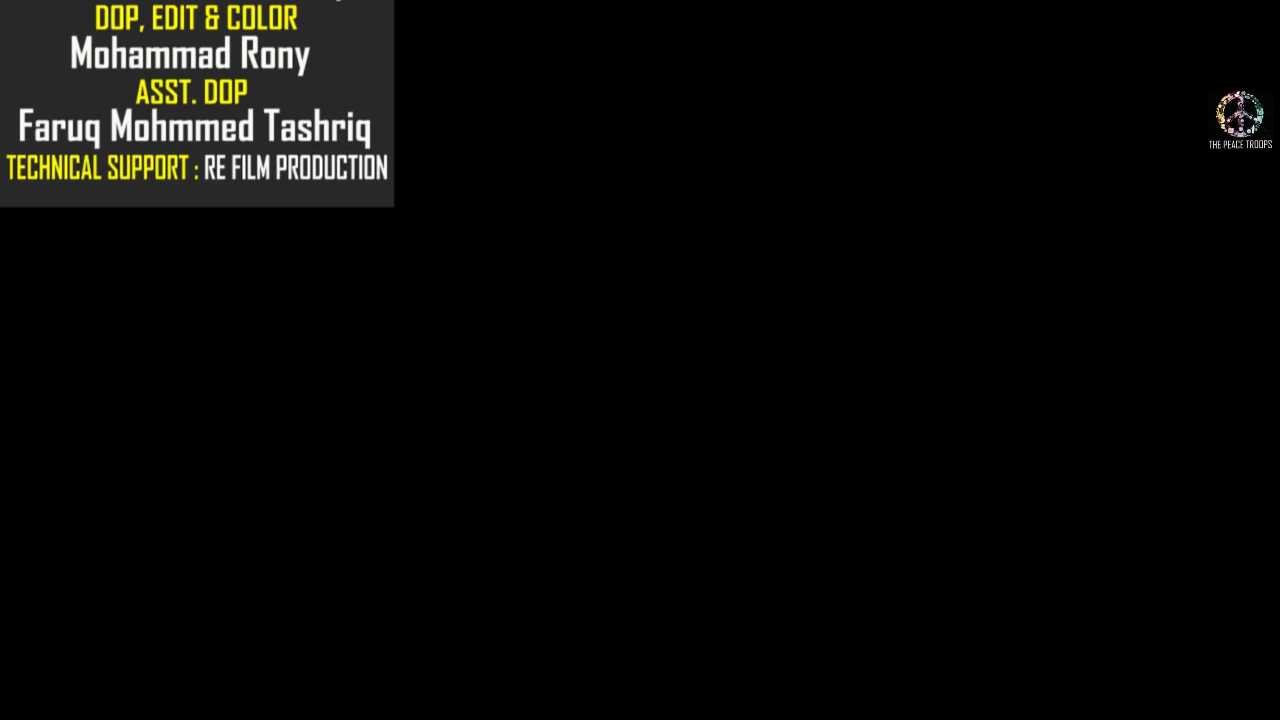 DOP, EDIT & COLOR
Mohammad Rony
ASST. DOP
Faruq Mohmmed Tashriq
TECHNICAL SUPPORT : RE FILM PRODUCTION
THE PEACE TROOPS